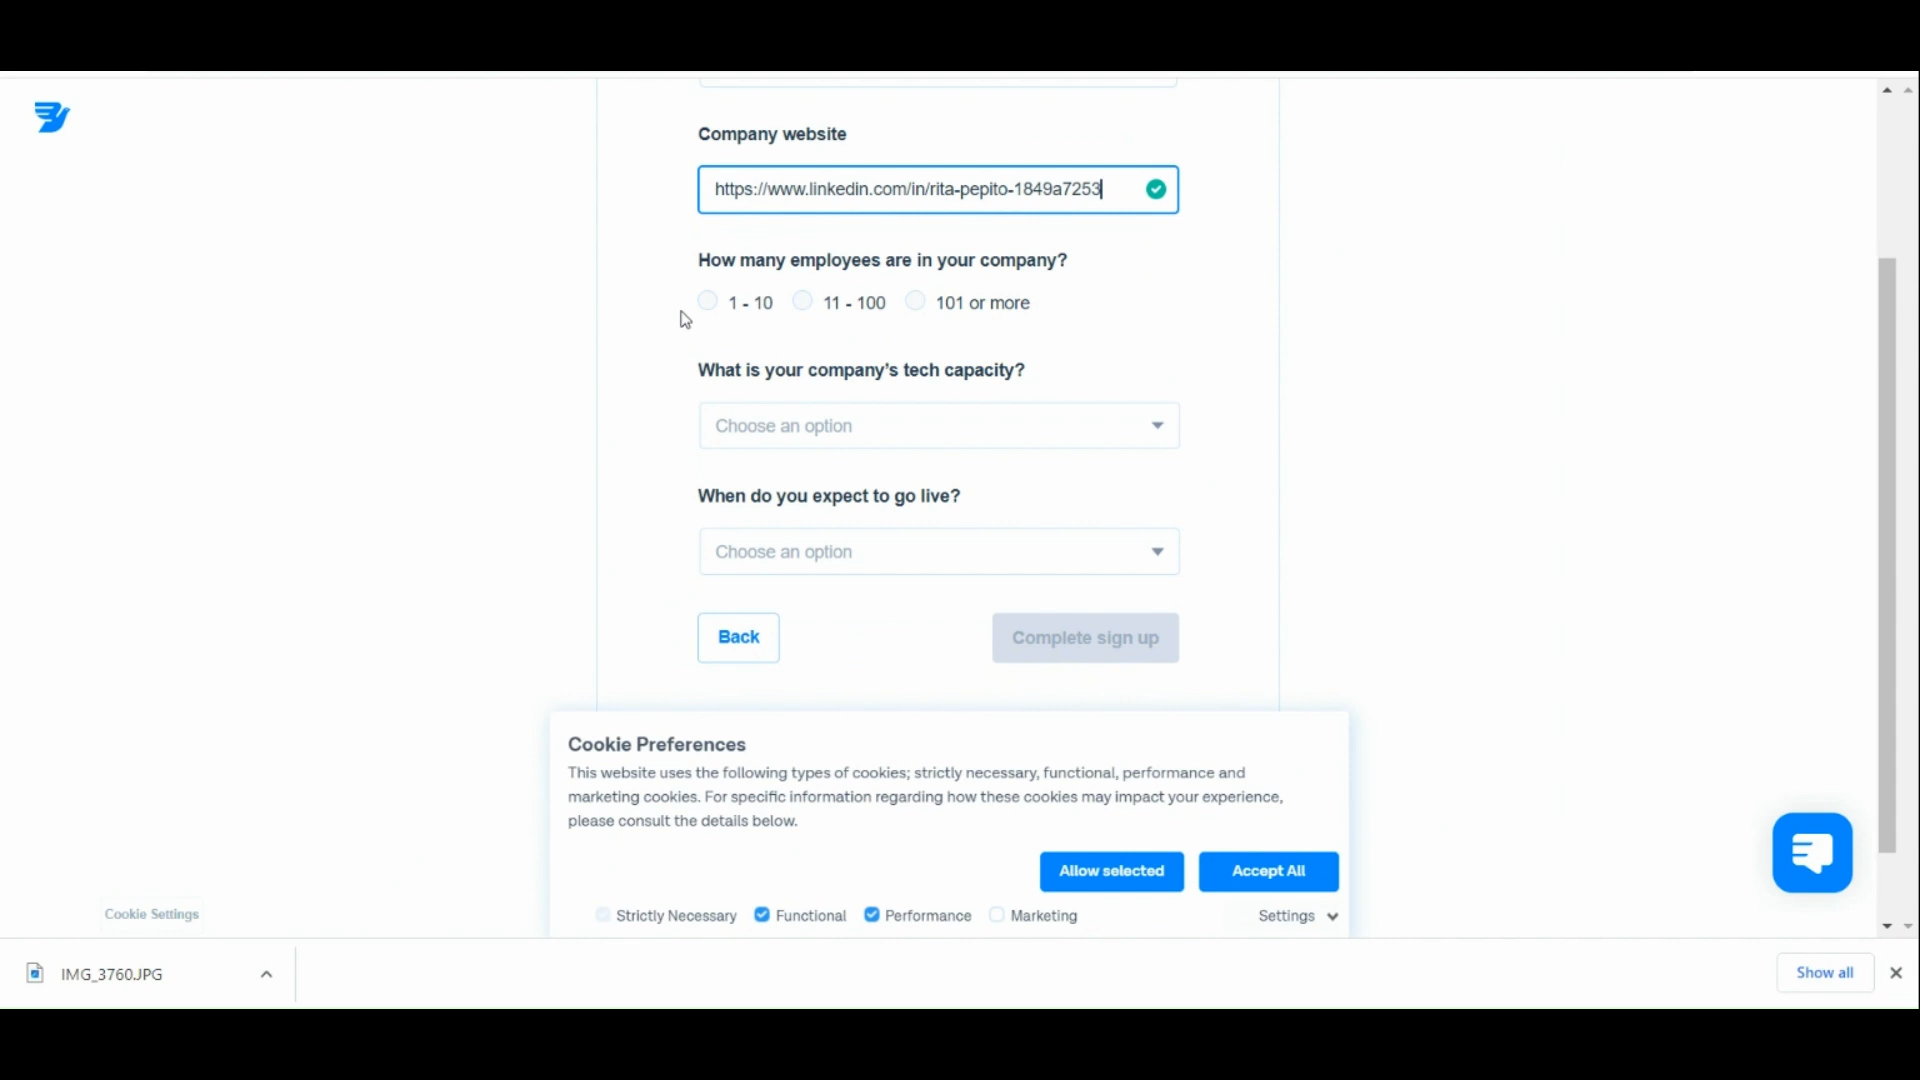 Company website
https://www.linkedin.com/in/rita-pepito-1849a7253
How many employees are in your company?
1 - 10 11 - 100 101 or more
What is your company's tech capacity?
Choose an option
When do you expect to go live?
Choose an option
Back Complete sign up
Cookie Preferences
This website uses the following types of cookies; strictly necessary, functional, performance and
marketing cookies. For specific information regarding how these cookies may impact your experience,
please consult the details below.
Allow selected Accept All
Strictly Necessary Functional Performance Marketing Settings
Cookie Settings
IMG_3760.JPG Show all